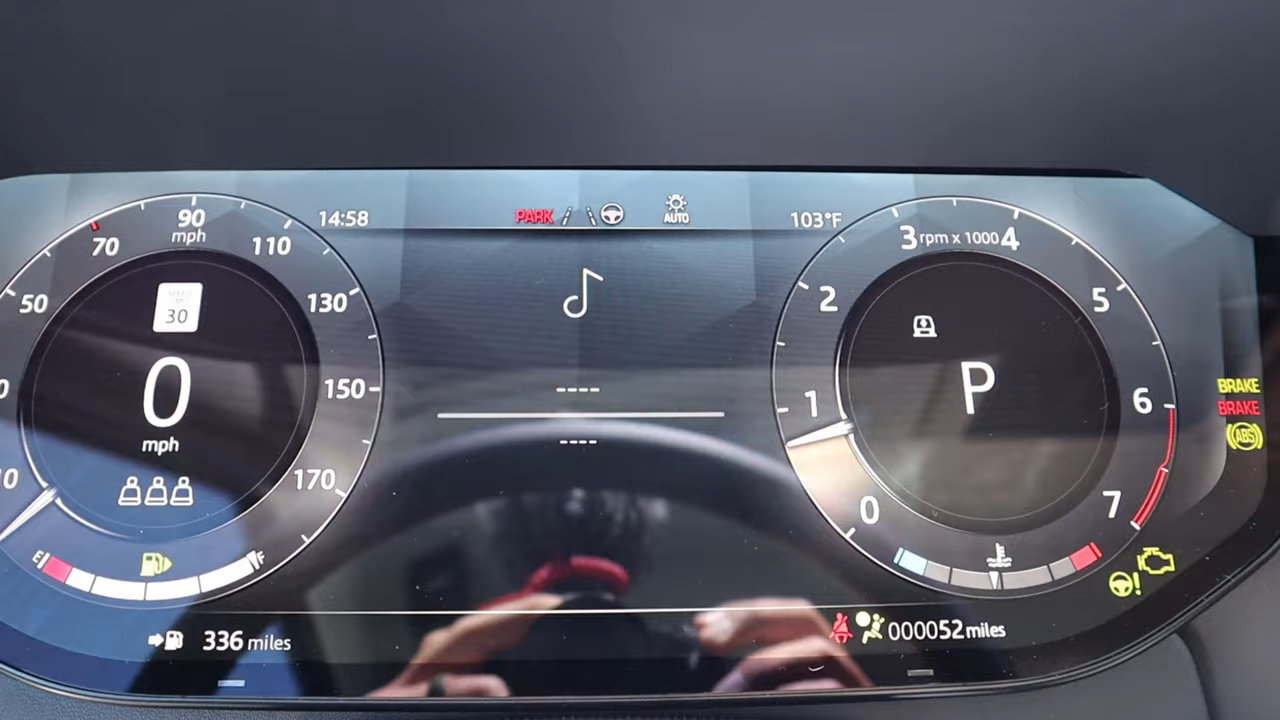 14:58
PARK
AUTO
103°F
90
mph
70
110
50
130
150
170
30
0
mph
E
F
336 miles
3 rpm x 1000 4
2
5
1
6
0
7
P
BRAKE
BRAKE
ABS
000052 miles